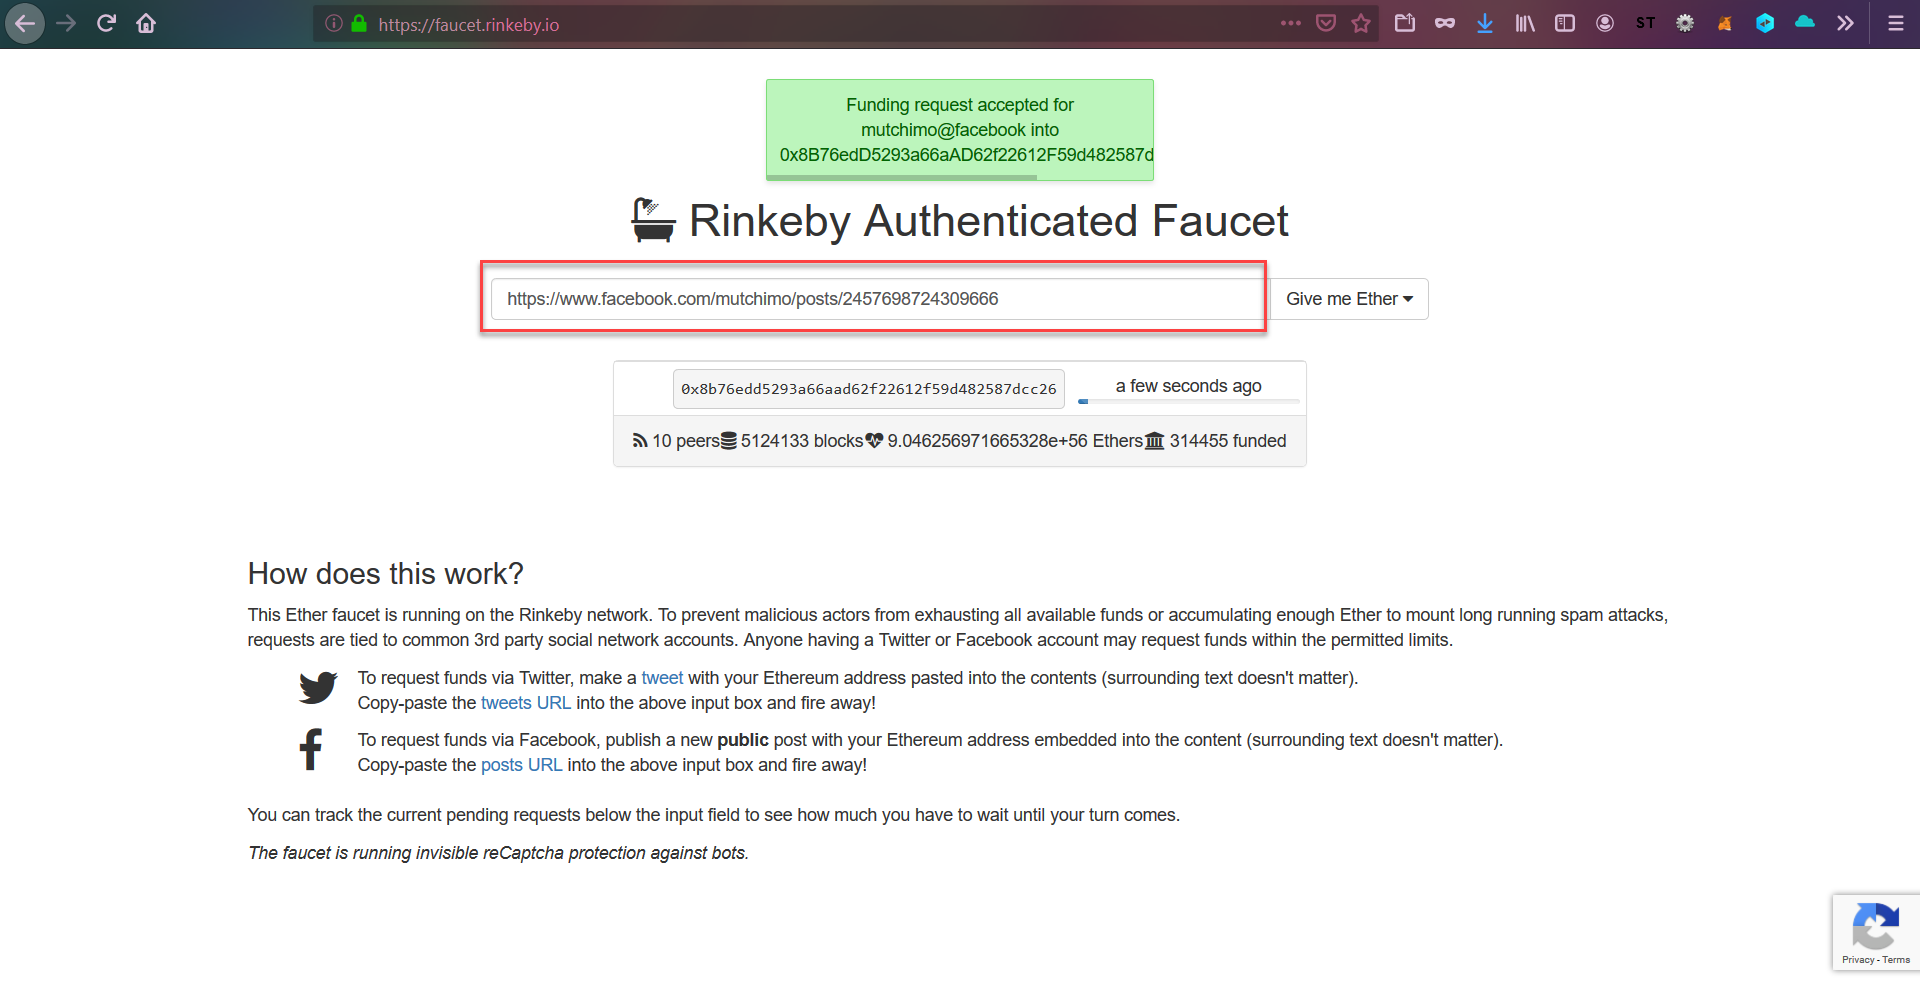 https://faucet.rinkeby.io
ST
Funding request accepted for
mutchimo@facebook into
0x8B76edD5293a66aAD62f22612F59d482587d
Rinkeby Authenticated Faucet
https://www.facebook.com/mutchimo/posts/2457698724309666
Give me Ether
0x8b76edd5293a66aad62f22612f59d482587dcc26
a few seconds ago
10 peers 5124133 blocks 9.046256971665328e+56 Ethers 314455 funded
How does this work?
This Ether faucet is running on the Rinkeby network. To prevent malicious actors from exhausting all available funds or accumulating enough Ether to mount long running spam attacks,
requests are tied to common 3rd party social network accounts. Anyone having a Twitter or Facebook account may request funds within the permitted limits.
To request funds via Twitter, make a tweet with your Ethereum address pasted into the contents (surrounding text doesn't matter).
Copy-paste the tweets URL into the above input box and fire away!
To request funds via Facebook, publish a new public post with your Ethereum address embedded into the content (surrounding text doesn't matter).
Copy-paste the posts URL into the above input box and fire away!
You can track the current pending requests below the input field to see how much you have to wait until your turn comes.
The faucet is running invisible reCaptcha protection against bots.
Privacy - Terms